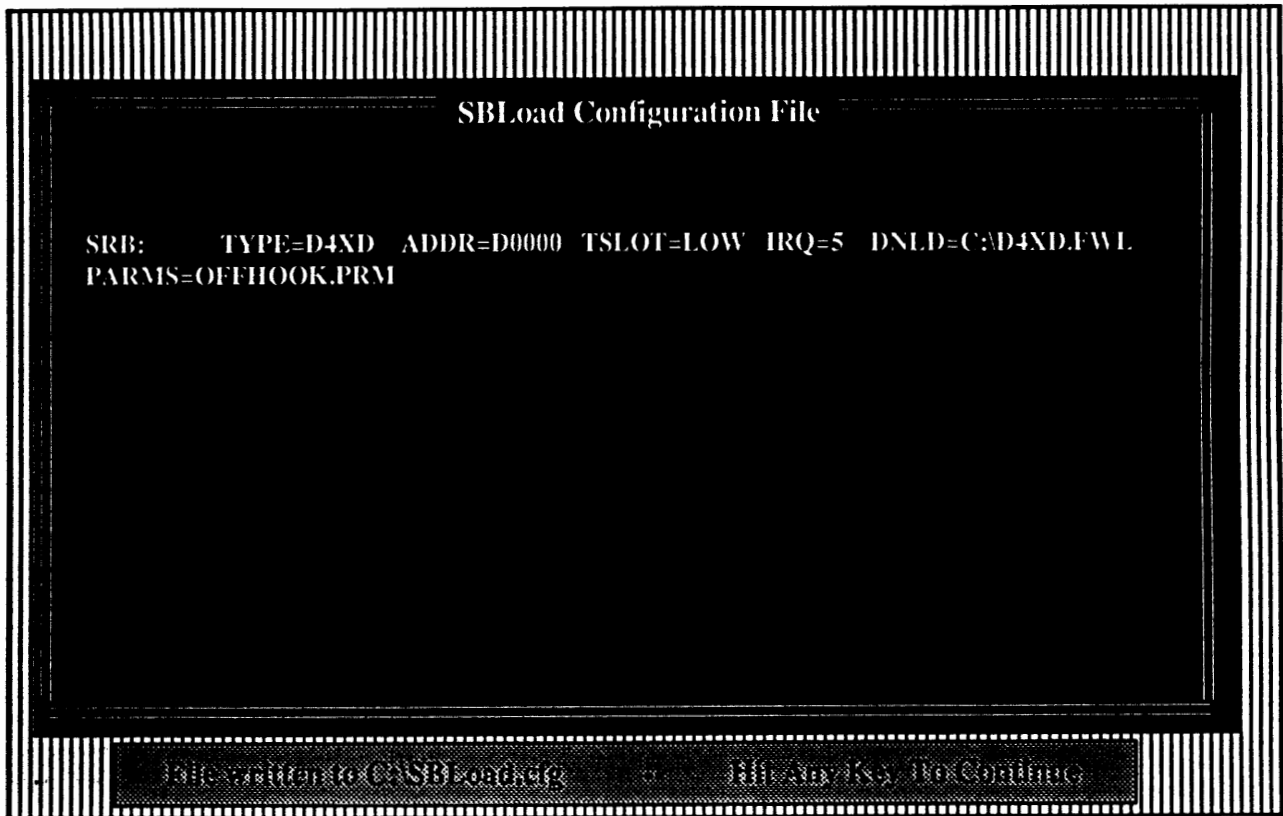 SBLoad Configuration File
SRB: TYPE=D4XD ADDR=D0000 TSLOT=LOW IRQ=5 DNLD=C:\D4XD.FWL
PARMS=OFFHOOK.PRM
File written to C:\SBLoad.cfg Hit Any Key To Continue